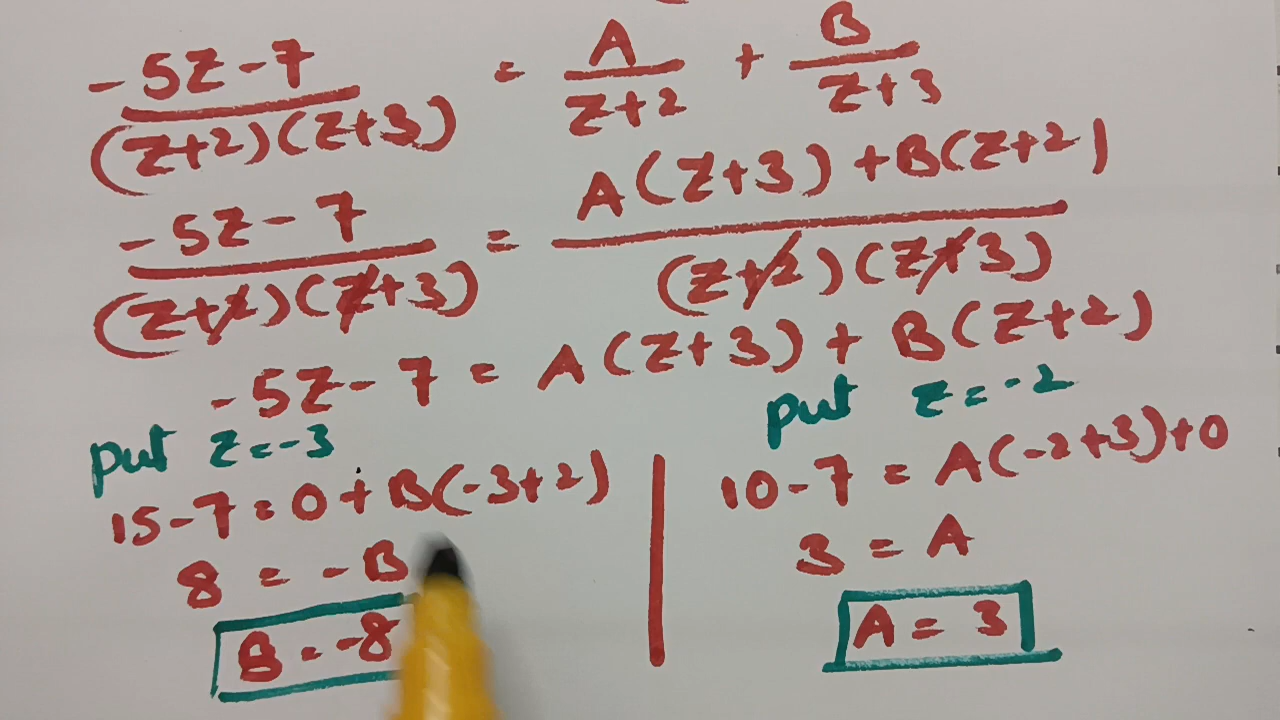 -5z-7/(z+2)(z+3) = A/z+2 + B/z+3
-5z-7/(z+2)(z+3) = A(z+3)+B(z+2)/(z+2)(z+3)
-5z-7 = A(z+3)+B(z+2)
put z=-3
15-7=0+B(-3+2)
8 = -B
B=-8
put z=-2
10-7=A(-2+3)+0
3 = A
A = 3